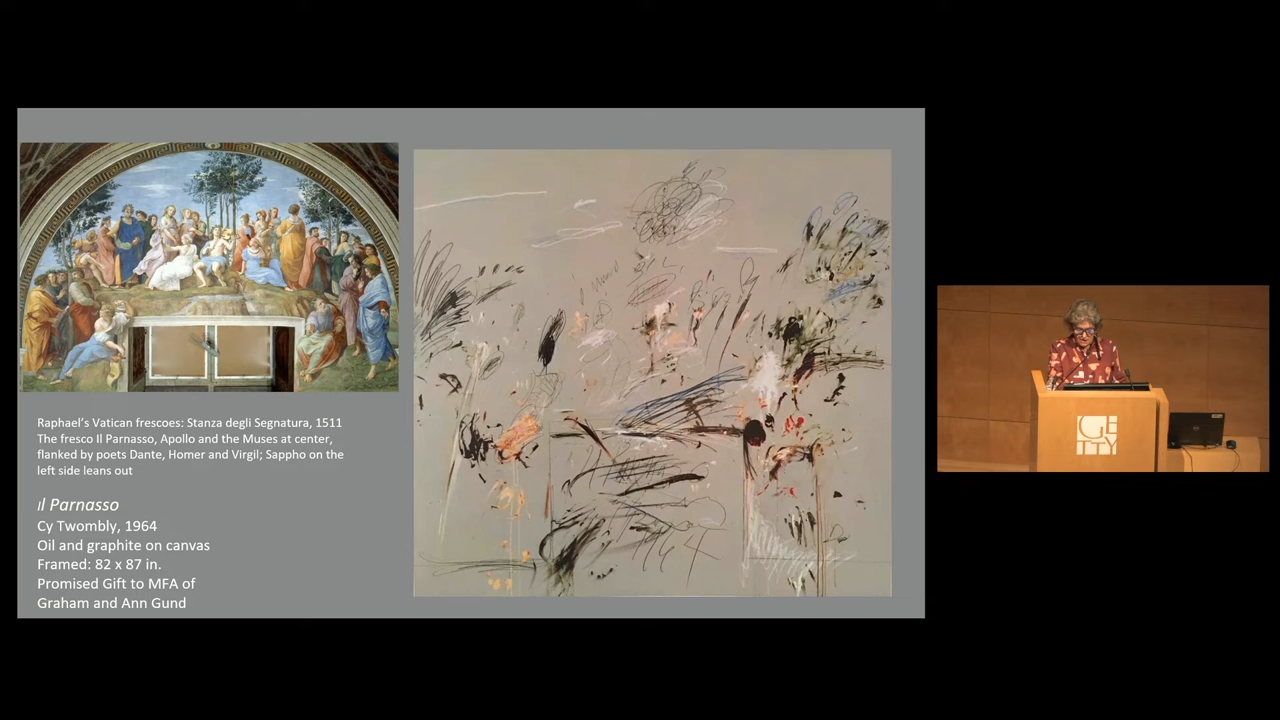 Raphael's Vatican frescoes: Stanza degli Segnatura, 1511
The fresco Il Parnasso, Apollo and the Muses at center,
flanked by poets Dante, Homer and Virgil; Sappho on the
left side leans out
Il Parnasso
Cy Twombly, 1964
Oil and graphite on canvas
Framed: 82 x 87 in.
Promised Gift to MFA of
Graham and Ann Gund
GE
TTY